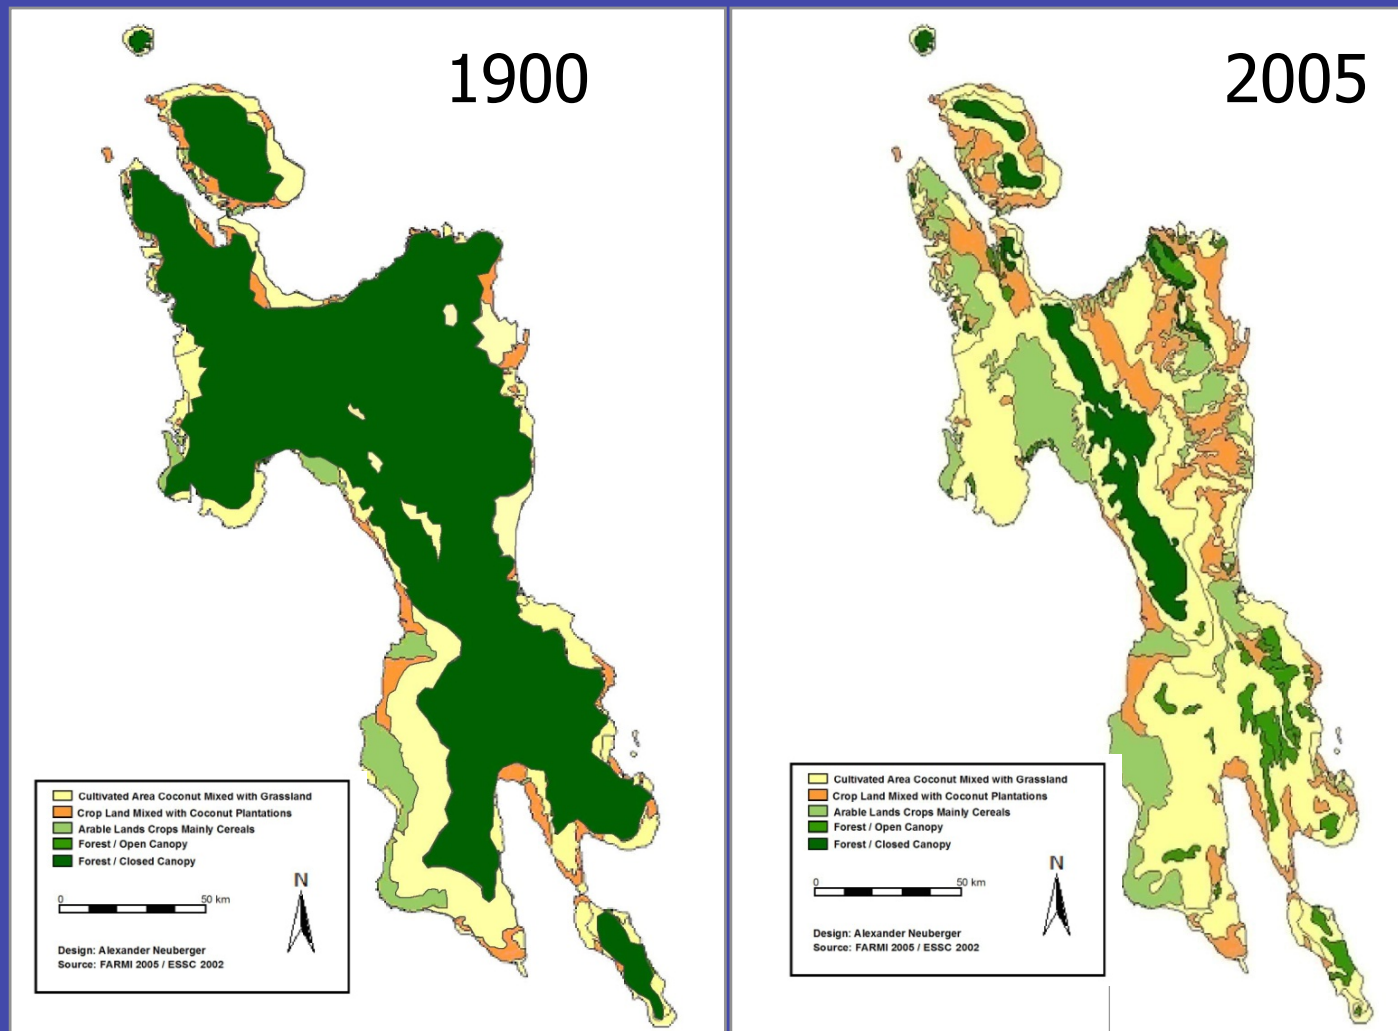 1900
Cultivated Area Coconut Mixed with Grassland
Crop Land Mixed with Coconut Plantations
Arable Lands Crops Mainly Cereals
Forest / Open Canopy
Forest / Closed Canopy
N
0 50 km
Design: Alexander Neuberger
Source: FARMI 2005 / ESSC 2002
2005
Cultivated Area Coconut Mixed with Grassland
Crop Land Mixed with Coconut Plantations
Arable Lands Crops Mainly Cereals
Forest / Open Canopy
Forest / Closed Canopy
N
0 50 km
Design: Alexander Neuberger
Source: FARMI 2005 / ESSC 2002